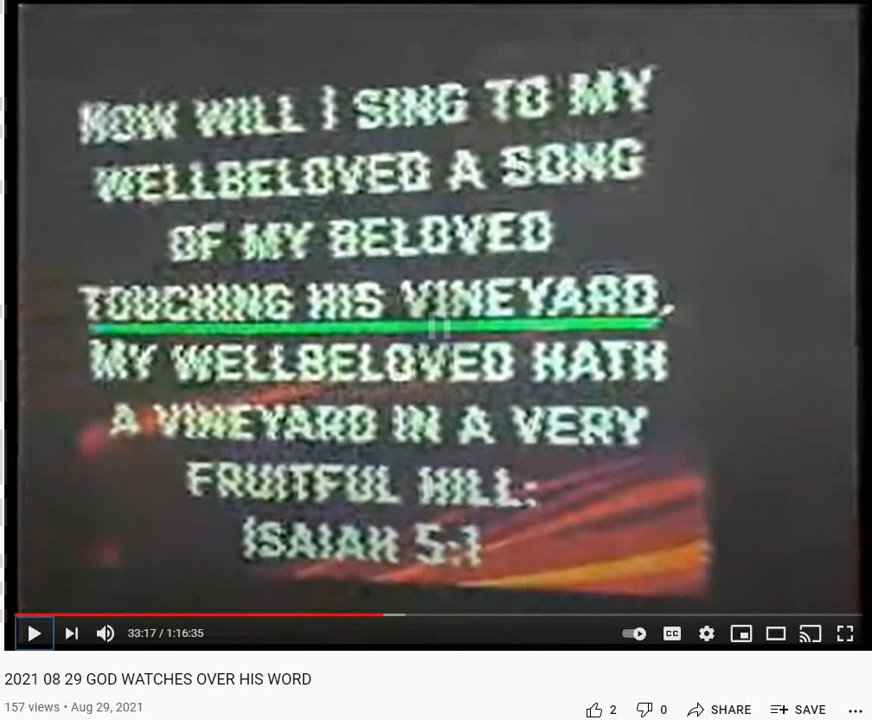 NOW WILL I SING TO MY
WELLBELOVED A SONG
OF MY BELOVED
TOUCHING HIS VINEYARD.
MY WELLBELOVED HATH
A VINEYARD IN A VERY
FRUITFUL HILL:
ISAIAH 5:1
33:17 / 1:16:35
CC
2021 08 29 GOD WATCHES OVER HIS WORD
157 views • Aug 29, 2021
2
0
SHARE
SAVE